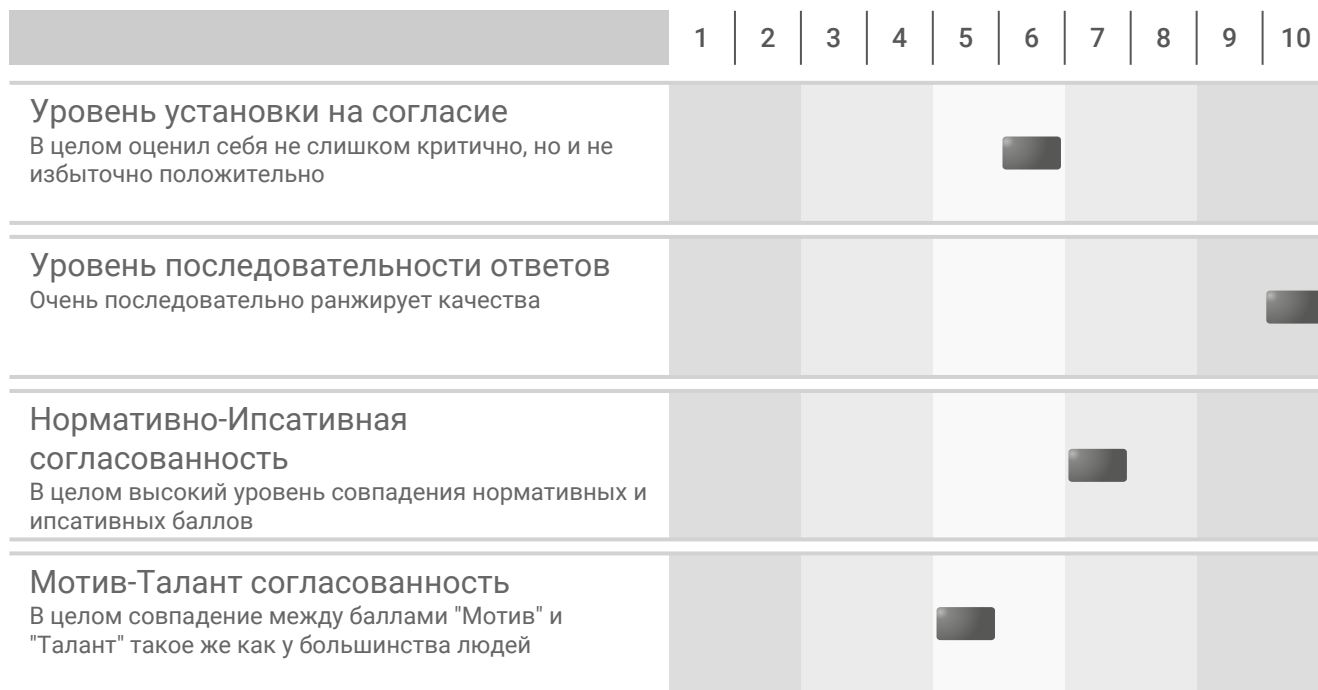 1 2 3 4 5 6 7 8 9 10
Уровень установки на согласие
В целом оценил себя не слишком критично, но и не
избыточно положительно
Уровень последовательности ответов
Очень последовательно ранжирует качества
Нормативно-Ипсативная
согласованность
В целом высокий уровень совпадения нормативных и
ипсативных баллов
Мотив-Талант согласованность
В целом совпадение между баллами "Мотив" и
"Талант" такое же как у большинства людей